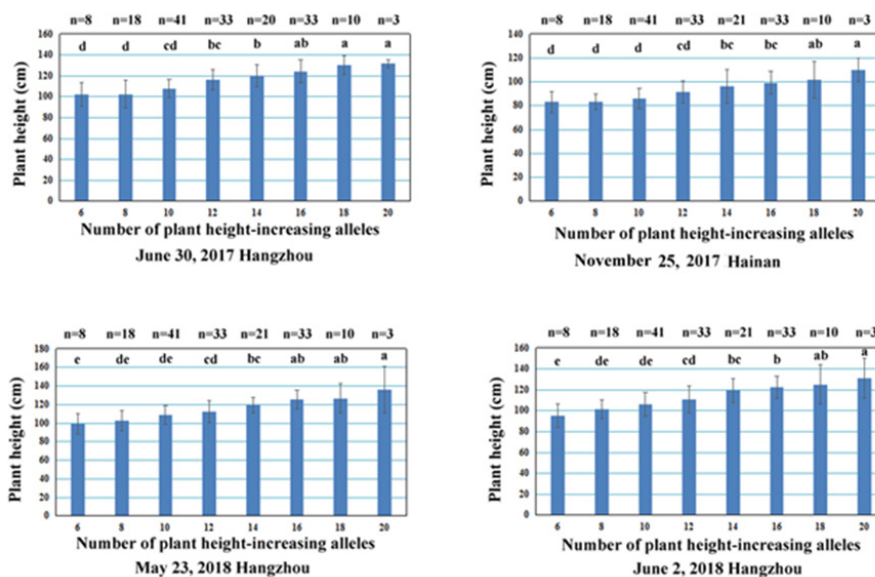 n=8 n=18 n=41 n=33 n=20 n=33 n=10 n=3
160
140
120
100
80
60
40
20
0
d d cd bc b ab a a
Plant height (cm)
6 8 10 12 14 16 18 20
Number of plant height-increasing alleles
June 30, 2017 Hangzhou
n=8 n=18 n=41 n=33 n=21 n=33 n=10 n=3
140
120
100
80
60
40
20
0
d d d cd bc bc ab a
Plant height (cm)
6 8 10 12 14 16 18 20
Number of plant height-increasing alleles
November 25, 2017 Hainan
n=8 n=18 n=41 n=33 n=21 n=33 n=10 n=3
180
160
140
120
100
80
60
40
20
0
e de de cd bc ab ab a
Plant height (cm)
6 8 10 12 14 16 18 20
Number of plant height-increasing alleles
May 23, 2018 Hangzhou
n=8 n=18 n=41 n=33 n=21 n=33 n=10 n=3
160
140
120
100
80
60
40
20
0
e de de cd bc b ab a
Plant height (cm)
6 8 10 12 14 16 18 20
Number of plant height-increasing alleles
June 2, 2018 Hangzhou